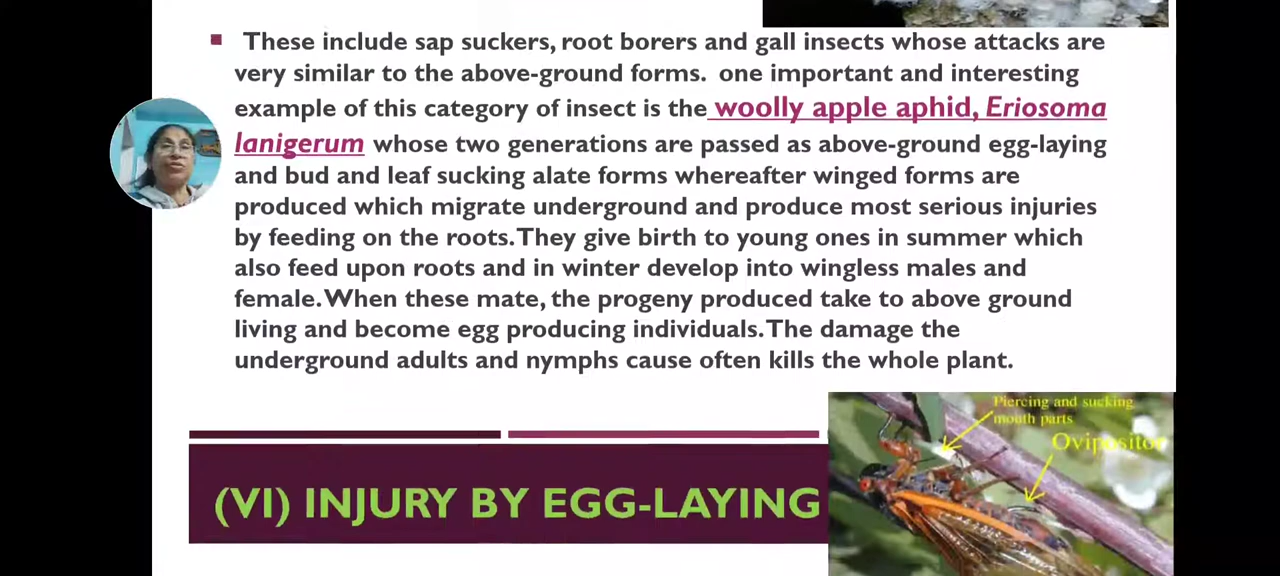 These include sap suckers, root borers and gall insects whose attacks are
very similar to the above-ground forms. one important and interesting
example of this category of insect is the woolly apple aphid, Eriosoma
lanigerum whose two generations are passed as above-ground egg-laying
and bud and leaf sucking alate forms whereafter winged forms are
produced which migrate underground and produce most serious injuries
by feeding on the roots. They give birth to young ones in summer which
also feed upon roots and in winter develop into wingless males and
female. When these mate, the progeny produced take to above ground
living and become egg producing individuals. The damage the
underground adults and nymphs cause often kills the whole plant.
Piercing and sucking
mouth parts
Ovipositor
(VI) INJURY BY EGG-LAYING